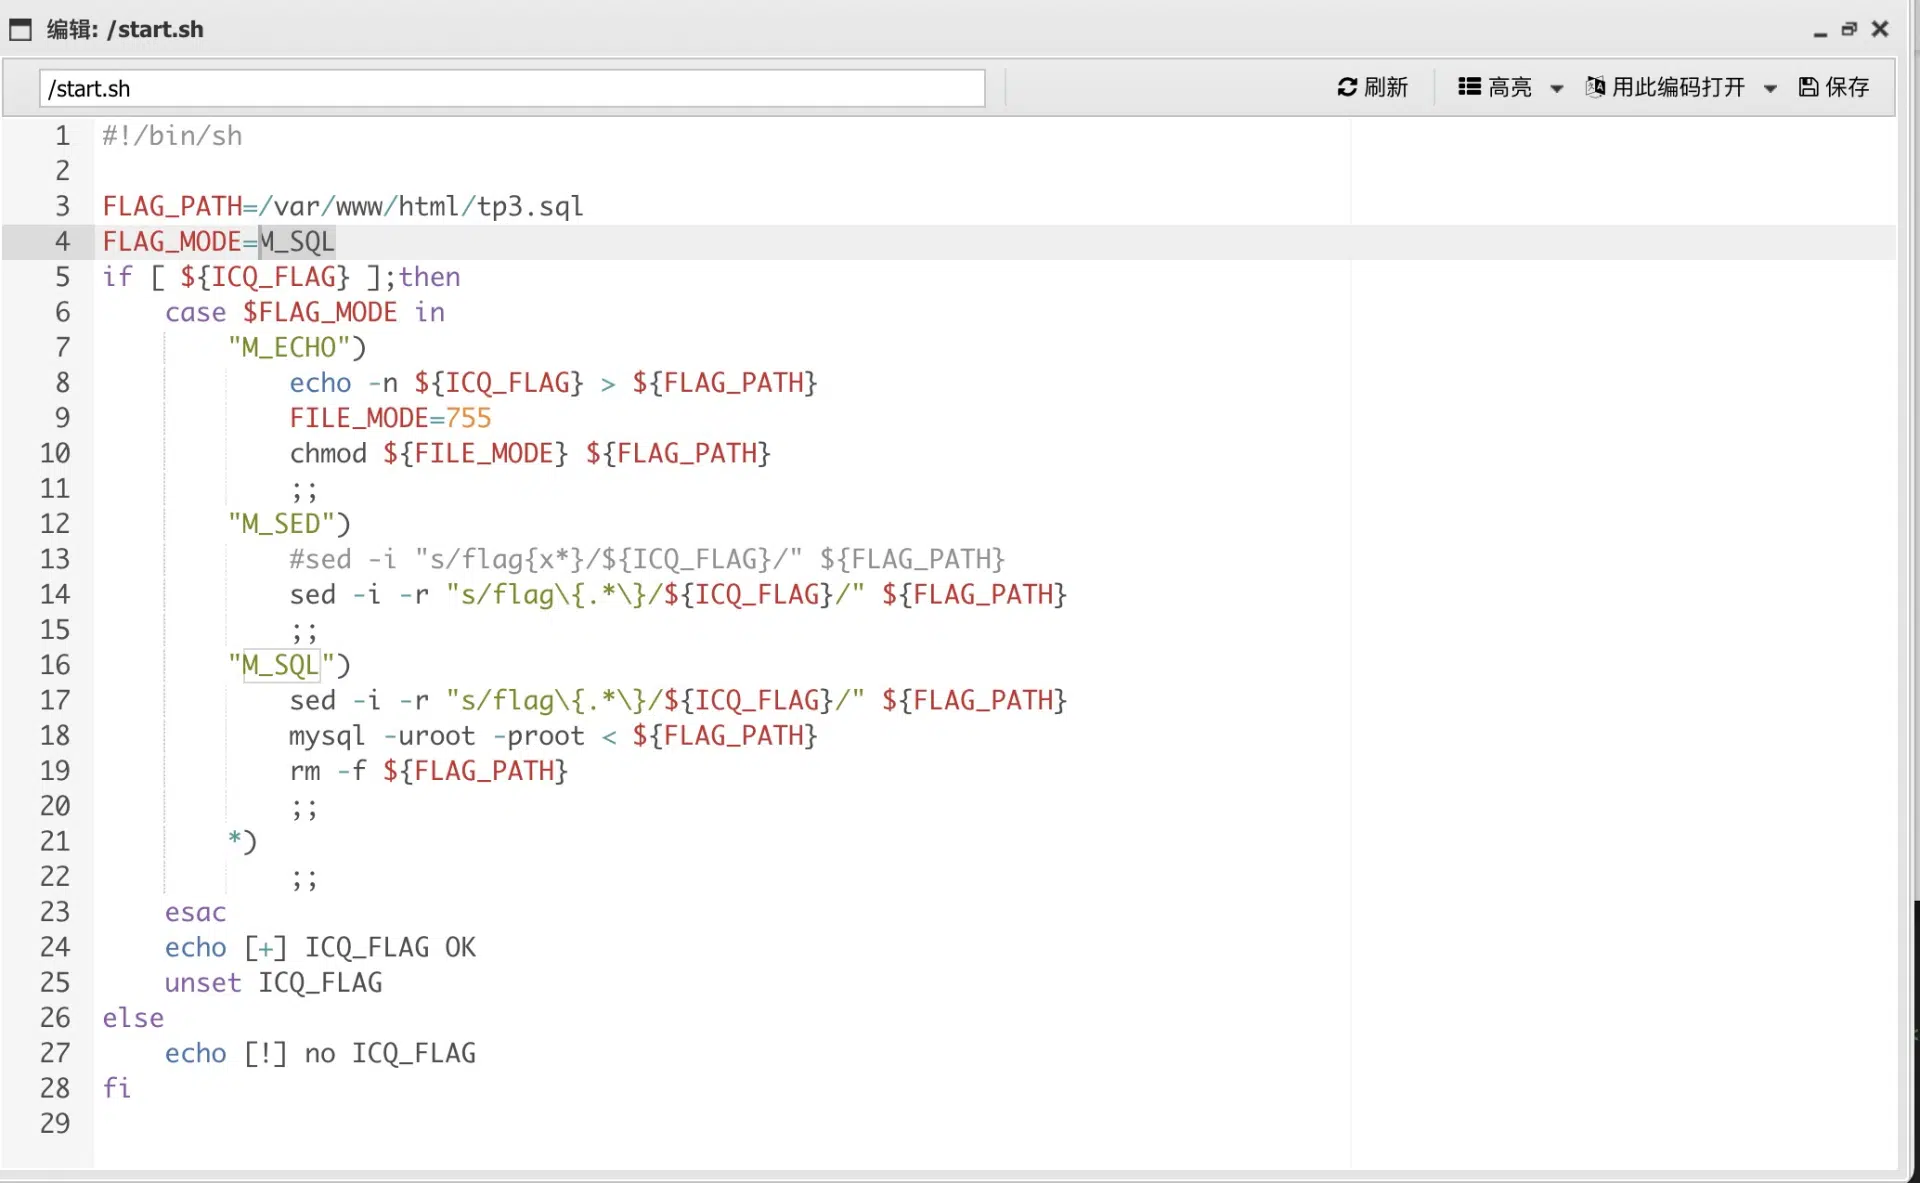 编辑: /start.sh
/start.sh 刷新 高亮 用此编码打开 保存
1 #!/bin/sh
2
3 FLAG_PATH=/var/www/html/tp3.sql
4 FLAG_MODE=M_SQL
5 if [ ${ICQ_FLAG} ];then
6     case $FLAG_MODE in
7         "M_ECHO")
8             echo -n ${ICQ_FLAG} > ${FLAG_PATH}
9             FILE_MODE=755
10             chmod ${FILE_MODE} ${FLAG_PATH}
11             ;;
12         "M_SED")
13             #sed -i "s/flag{x*}/${ICQ_FLAG}/" ${FLAG_PATH}
14             sed -i -r "s/flag\{.*\}/${ICQ_FLAG}/" ${FLAG_PATH}
15             ;;
16         "M_SQL")
17             sed -i -r "s/flag\{.*\}/${ICQ_FLAG}/" ${FLAG_PATH}
18             mysql -uroot -proot < ${FLAG_PATH}
19             rm -f ${FLAG_PATH}
20             ;;
21         *)
22             ;;
23     esac
24     echo [+] ICQ_FLAG OK
25     unset ICQ_FLAG
26 else
27     echo [!] no ICQ_FLAG
28 fi
29